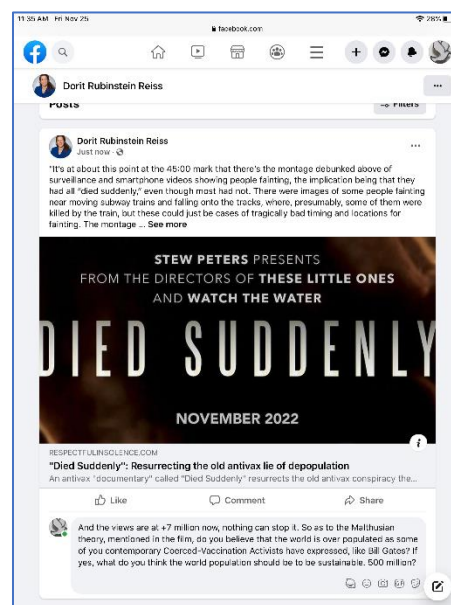 11:35 AM Fri Nov 25
28%
facebook.com
Dorit Rubinstein Reiss
Posts
Filters
Dorit Rubinstein Reiss
Just now
"It's at about this point at the 45:00 mark that there's the montage debunked above of
surveillance and smartphone videos showing people fainting, the implication being that they
had all "died suddenly," even though most had not. There were images of some people fainting
near moving subway trains and falling onto the tracks, where, presumably, some of them were
killed by the train, but these could just be cases of tragically bad timing and locations for
fainting. The montage ... See more
STEW PETERS PRESENTS
FROM THE DIRECTORS OF THESE LITTLE ONES
AND WATCH THE WATER
DIED SUDDENLY
NOVEMBER 2022
RESPECTFULINSOLENCE.COM
"Died Suddenly": Resurrecting the old antivax lie of depopulation
An antivax "documentary" called "Died Suddenly" resurrects the old antivax conspiracy the...
Like
Comment
Share
And the views are at +7 million now, nothing can stop it. So as to the Malthusian
theory, mentioned in the film, do you believe that the world is over populated as some
of you contemporary Coerced-Vaccination Activists have expressed, like Bill Gates? If
yes, what do you think the world population should be to be sustainable. 500 million?